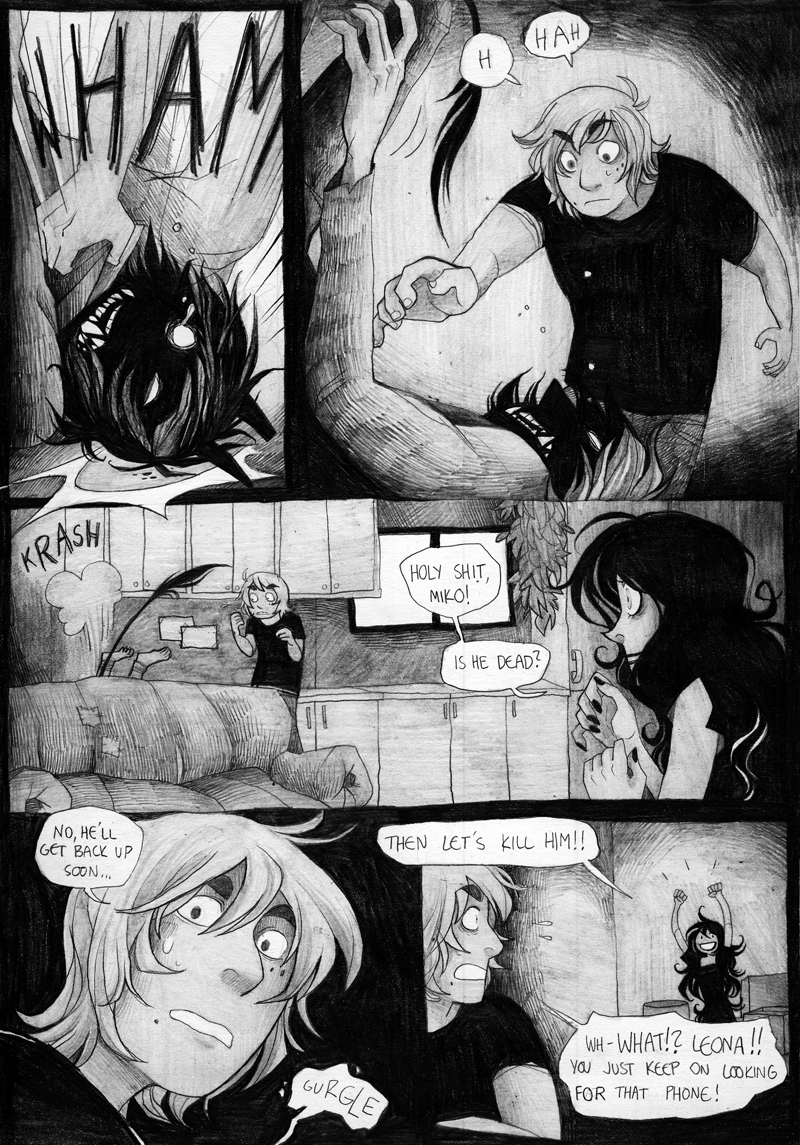 WHAM
H
HAH
KRASH
HOLY SHIT,
MIKO!
IS HE DEAD?
NO, HE'LL
GET BACK UP
SOON...
GURGLE
THEN LET'S KILL HIM!!
WH-WHAT!? LEONA!!
YOU JUST KEEP ON LOOKING
FOR THAT PHONE!